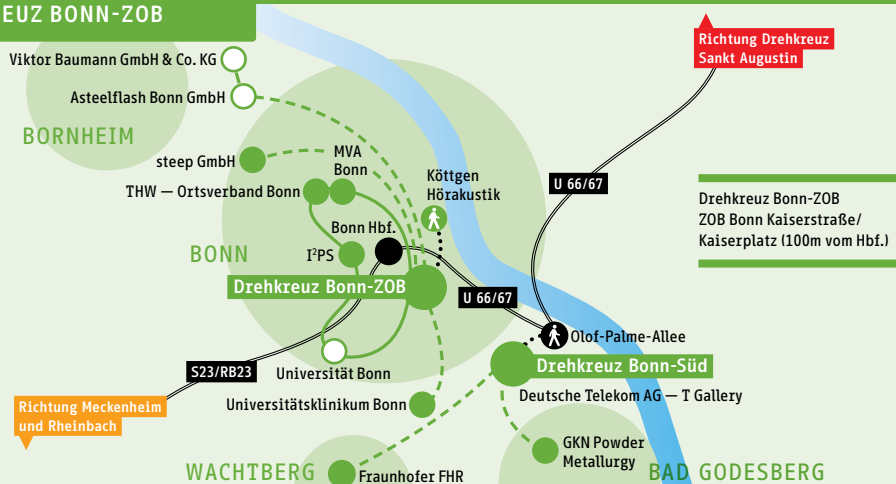 EUZ BONN-ZOB
Viktor Baumann GmbH & Co. KG
Asteelflash Bonn GmbH
BORNHEIM
steep GmbH
MVA
Bonn
THW — Ortsverband Bonn
Köttgen
Hörakustik
Bonn Hbf.
BONN
I²PS
Drehkreuz Bonn-ZOB
U 66/67
Richtung Drehkreuz
Sankt Augustin
U 66/67
Drehkreuz Bonn-ZOB
ZOB Bonn Kaiserstraße/
Kaiserplatz (100m vom Hbf.)
Olof-Palme-Allee
Drehkreuz Bonn-Süd
Deutsche Telekom AG — T Gallery
S23/RB23
Universität Bonn
Universitätsklinikum Bonn
Richtung Meckenheim
und Rheinbach
GKN Powder
Metallurgy
WACHTBERG
Fraunhofer FHR
BAD GODESBERG